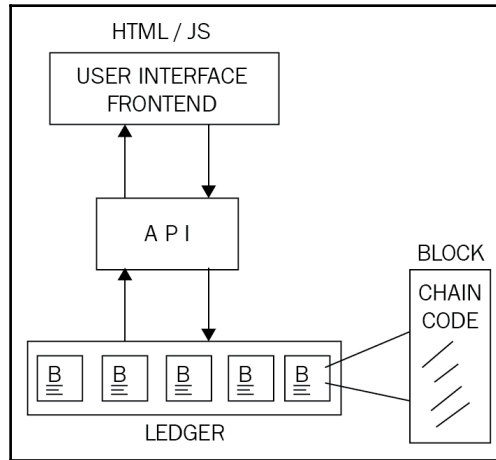 HTML / JS
USER INTERFACE
FRONTEND
A P I
BLOCK
CHAIN
CODE
B B B B B
LEDGER